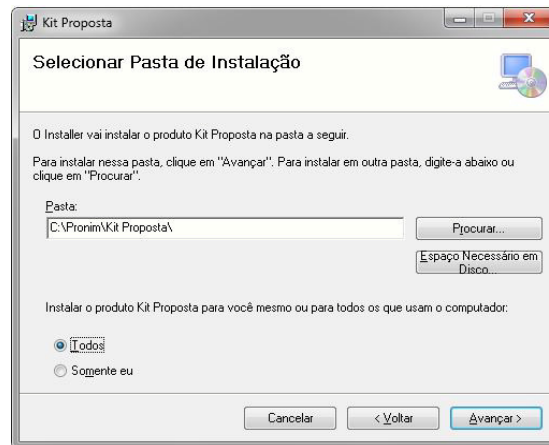 Kit Proposta
Selecionar Pasta de Instalação
O Installer vai instalar o produto Kit Proposta na pasta a seguir.
Para instalar nessa pasta, clique em "Avançar". Para instalar em outra pasta, digite-a abaixo ou
clique em "Procurar".
Pasta:
C:\Pronim\Kit Proposta\
Procurar...
Espaço Necessário em
Disco...
Instalar o produto Kit Proposta para você mesmo ou para todos os que usam o computador:
Todos
Somente eu
Cancelar
< Voltar
Avançar >